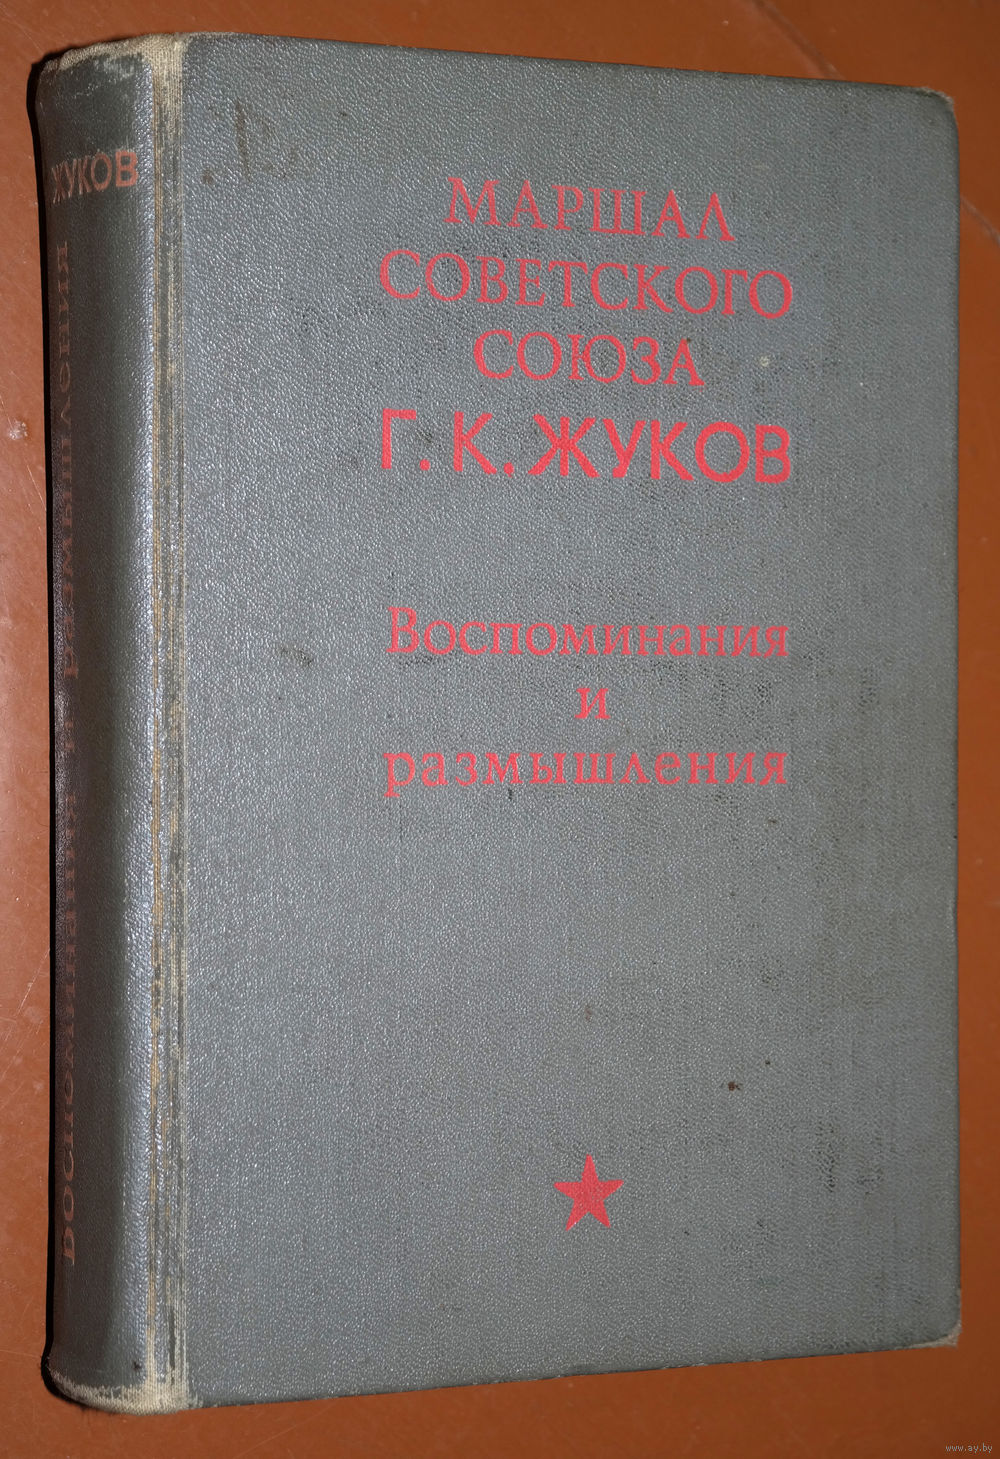 МАРШАЛ
СОВЕТСКОГО
СОЮЗА
Г. К. ЖУКОВ
Воспоминания
и
размышления
ЖУКОВ
Воспоминания и размышления
www.ay.by